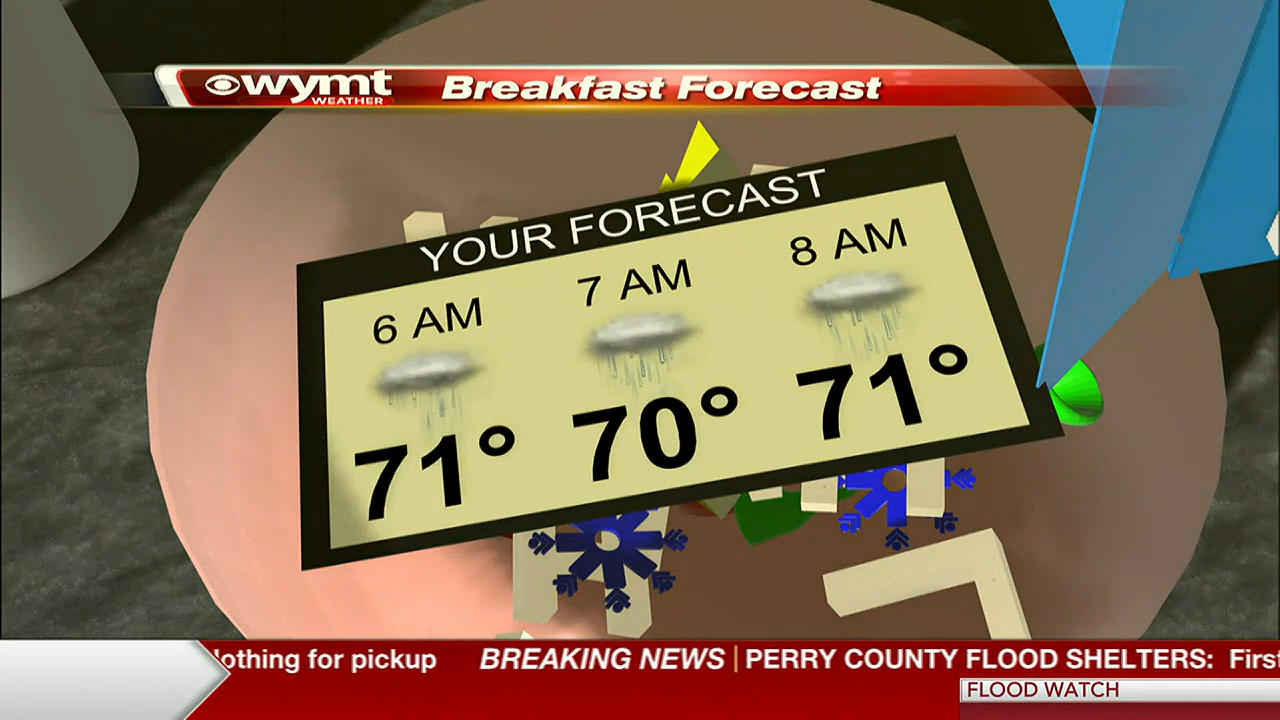 wymt
WEATHER
Breakfast Forecast
YOUR FORECAST
6 AM 7 AM 8 AM
71° 70° 71°
for pickup BREAKING NEWS | PERRY COUNTY FLOOD SHELTERS:
FLOOD WATCH